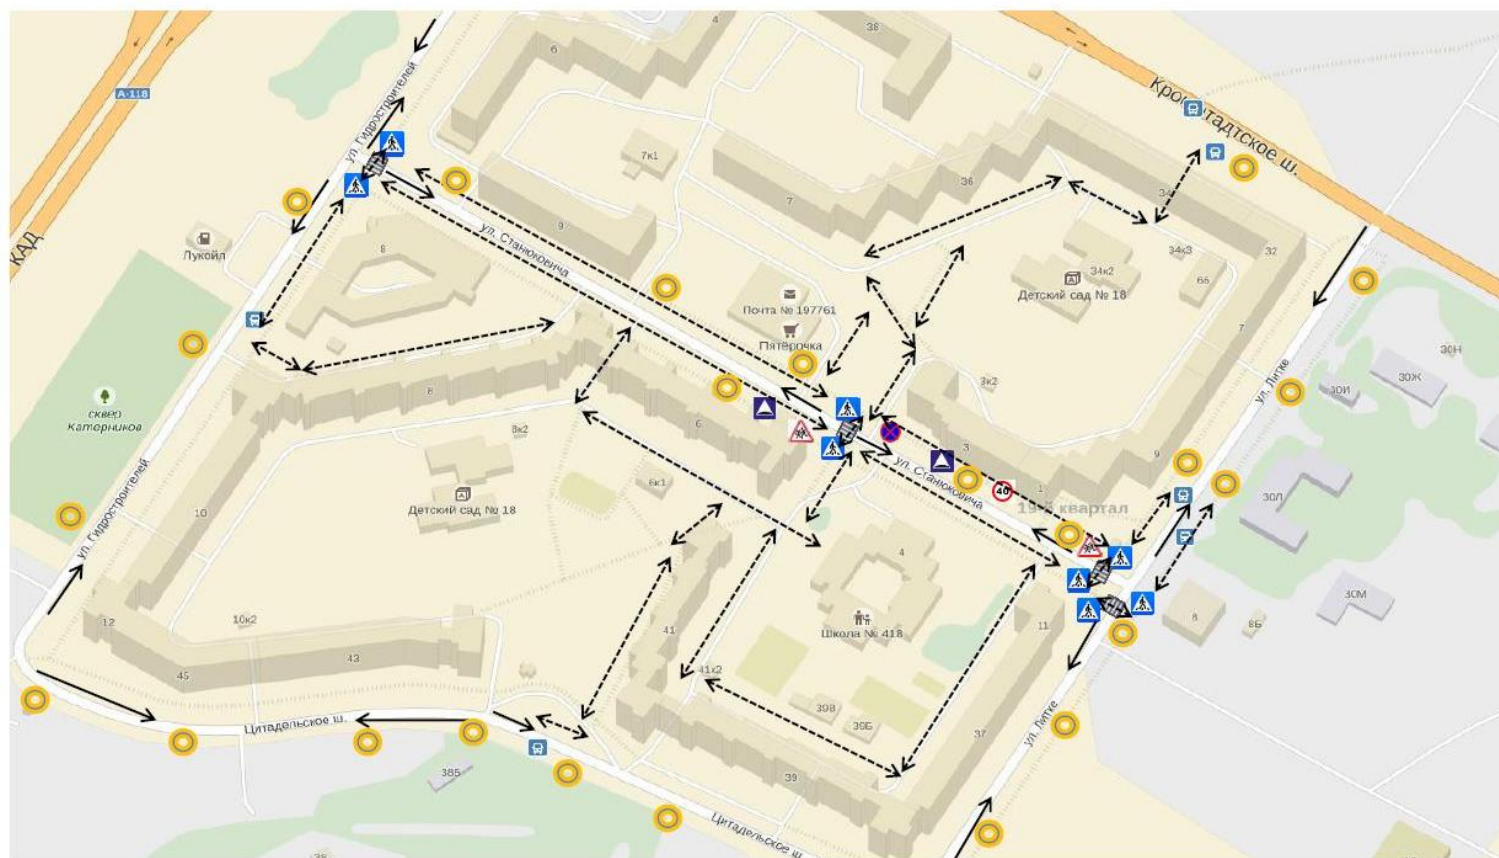 4
38
6
Кронштадтское ш.
А-118
ул. Гидростроителей
7к1
34
36
7
9
ул. Станюковича
32
34к3
КАД
Лукойл
8
34к2
66
Детский сад № 18
Почта № 197761
7
Пятёрочка
30Н
30Ж
30И
ул. Литке
3к2
8
сквер
Катерников
6
8к2
3
9
ул. Станюковича
6к1
40
1
30Л
Детский сад № 18
19-й квартал
10
ул. Гидростроителей
4
30М
10к2
12
41
Школа № 418
11
8
8Б
43
45
41к2
39В
39Б
Цитадельское ш.
37
ул. Литке
38Б
39
Цитадельское ш.
38